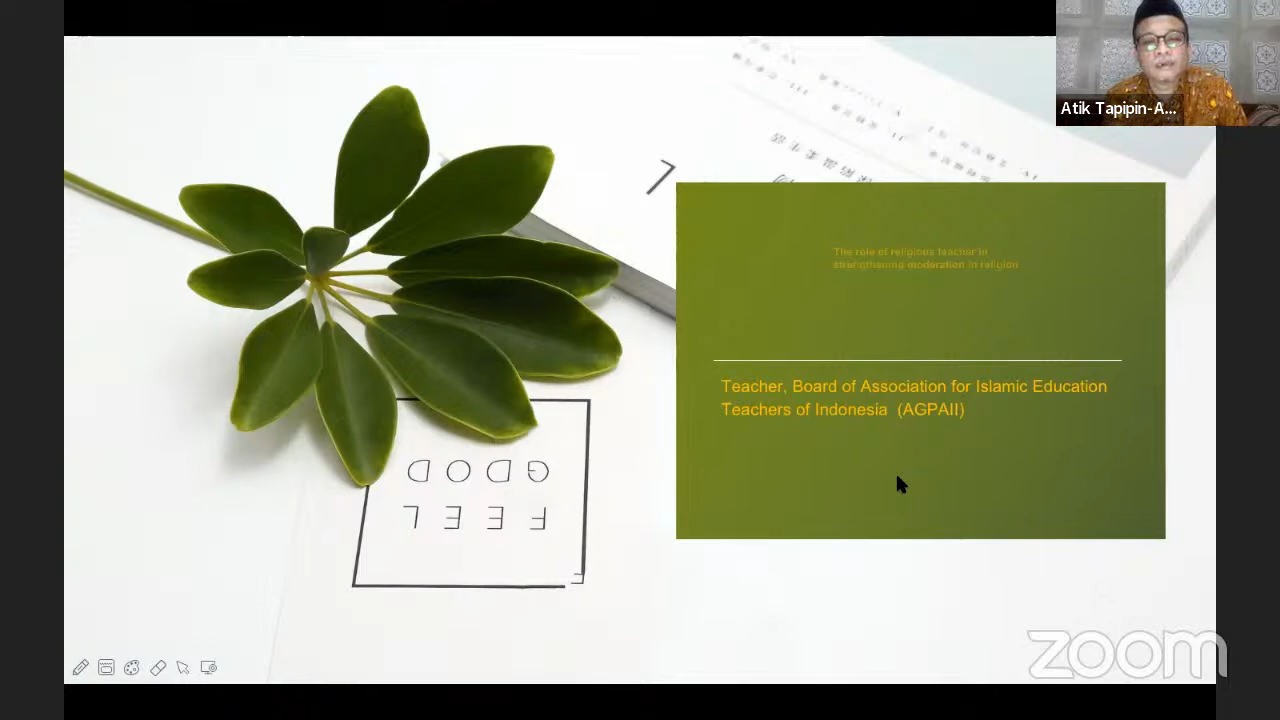 Atik Tapipin-A...
The role of religious teacher in
strengthening moderation in religion
Teacher, Board of Association for Islamic Education
Teachers of Indonesia (AGPAII)
GOOD
FEEL
zoom